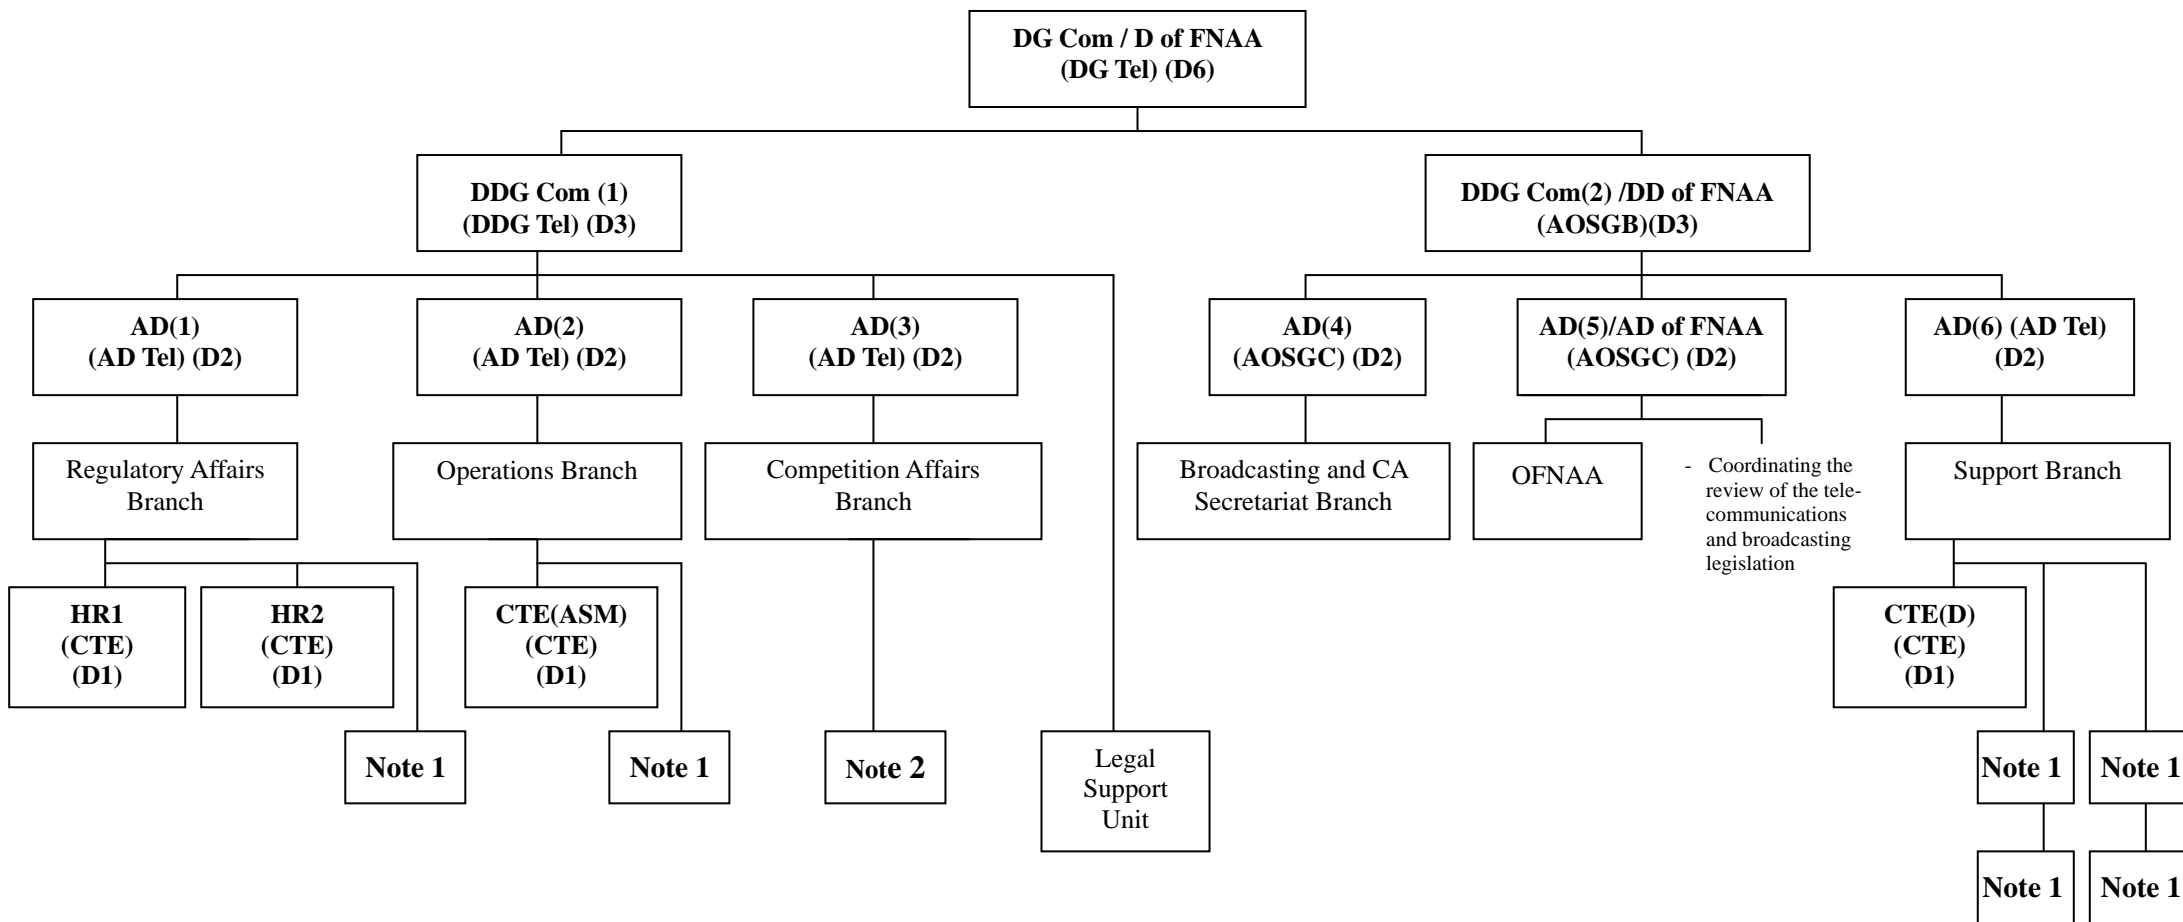 DG Com / D of FNAA
(DG Tel) (D6)
DDG Com (1)
(DDG Tel) (D3)
DDG Com(2) /DD of FNAA
(AOSGB)(D3)
AD(1)
(AD Tel) (D2)
AD(2)
(AD Tel) (D2)
AD(3)
(AD Tel) (D2)
AD(4)
(AOSGC) (D2)
AD(5)/AD of FNAA
(AOSGC) (D2)
AD(6) (AD Tel)
(D2)
Regulatory Affairs
Branch
Operations Branch
Competition Affairs
Branch
Broadcasting and CA
Secretariat Branch
OFNAA
- Coordinating the
review of the tele-
communications
and broadcasting
legislation
Support Branch
HR1
(CTE)
(D1)
HR2
(CTE)
(D1)
CTE(ASM)
(CTE)
(D1)
CTE(D)
(CTE)
(D1)
Note 1
Note 1
Note 2
Legal
Support
Unit
Note 1
Note 1
Note 1
Note 1